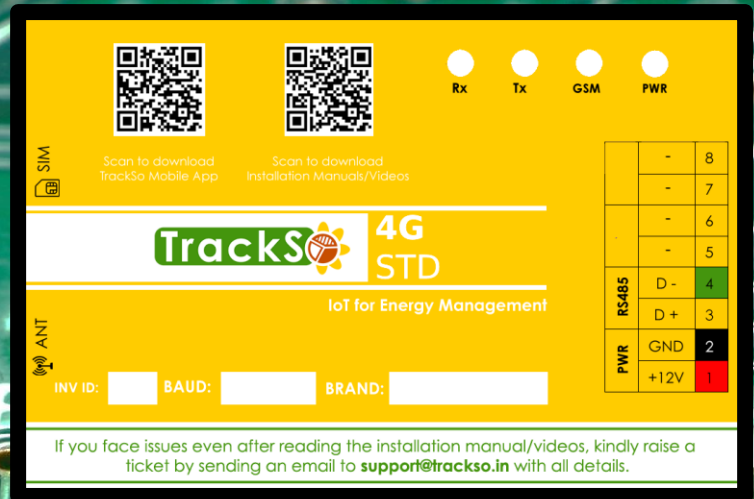 Rx Tx GSM PWR
SIM
Scan to download
TrackSo Mobile App
Scan to download
Installation Manuals/Videos
TrackSo
4G
STD
IoT for Energy Management
ANT
INV ID: BAUD: BRAND:
- 8
- 7
- 6
- 5
RS485
D - 4
D + 3
PWR
GND 2
+12V 1
If you face issues even after reading the installation manual/videos, kindly raise a
ticket by sending an email to support@trackso.in with all details.